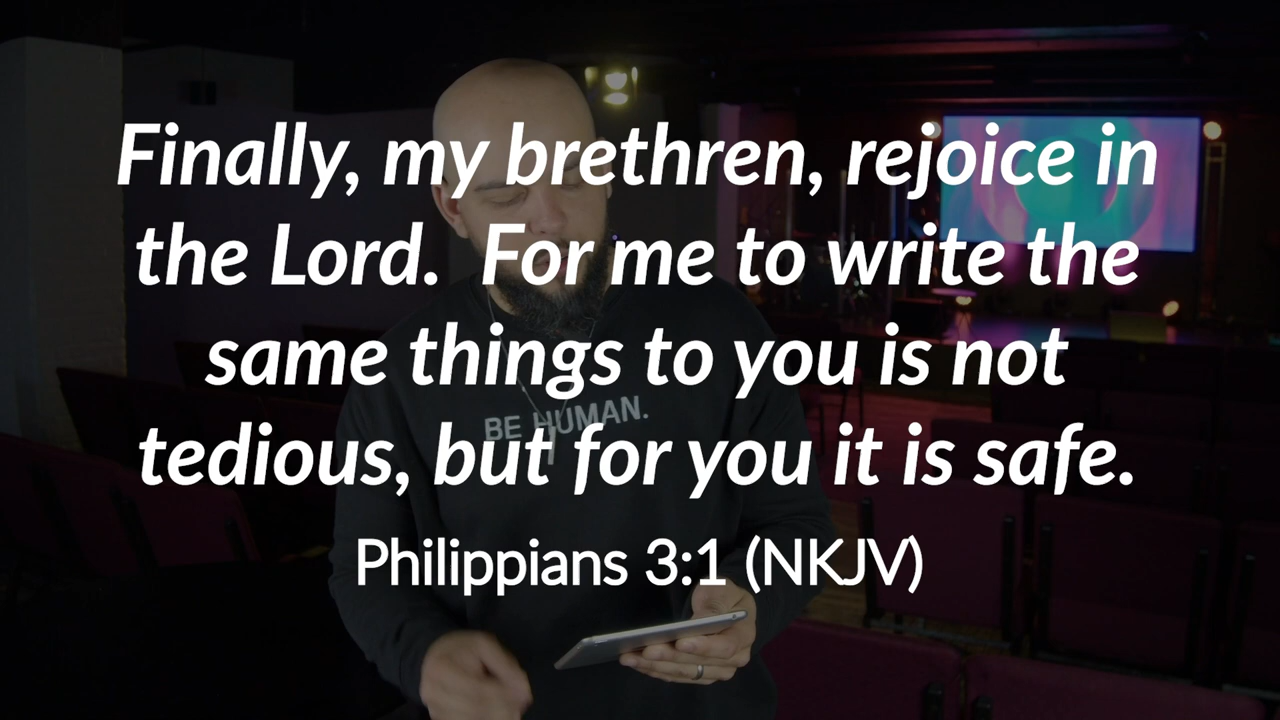 Finally, my brethren, rejoice in
the Lord.  For me to write the
same things to you is not
tedious, but for you it is safe.
Philippians 3:1 (NKJV)
BE HUMAN.